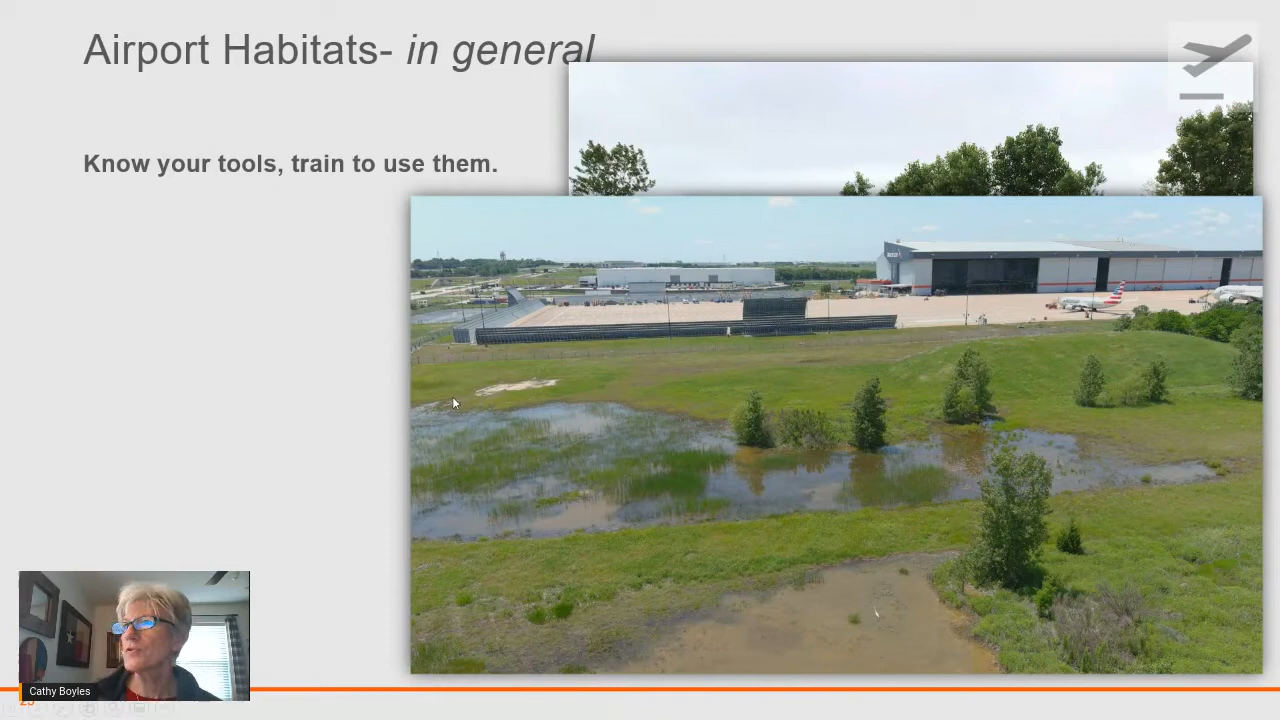 Airport Habitats- in general
Know your tools, train to use them.
Cathy Boyles